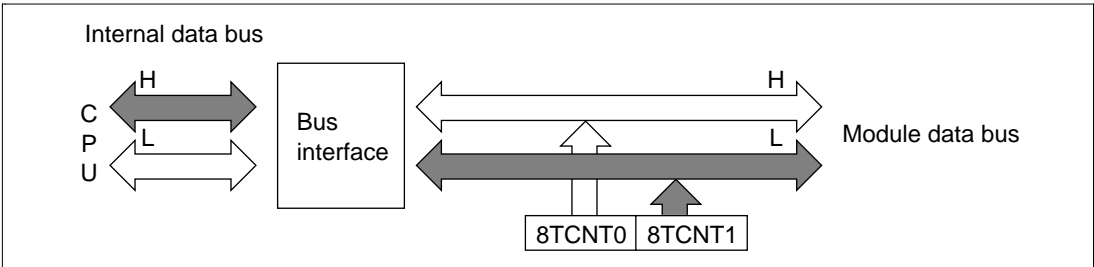 Internal data bus
H
H
C
P
U
L
Bus
interface
L
Module data bus
8TCNT0
8TCNT1